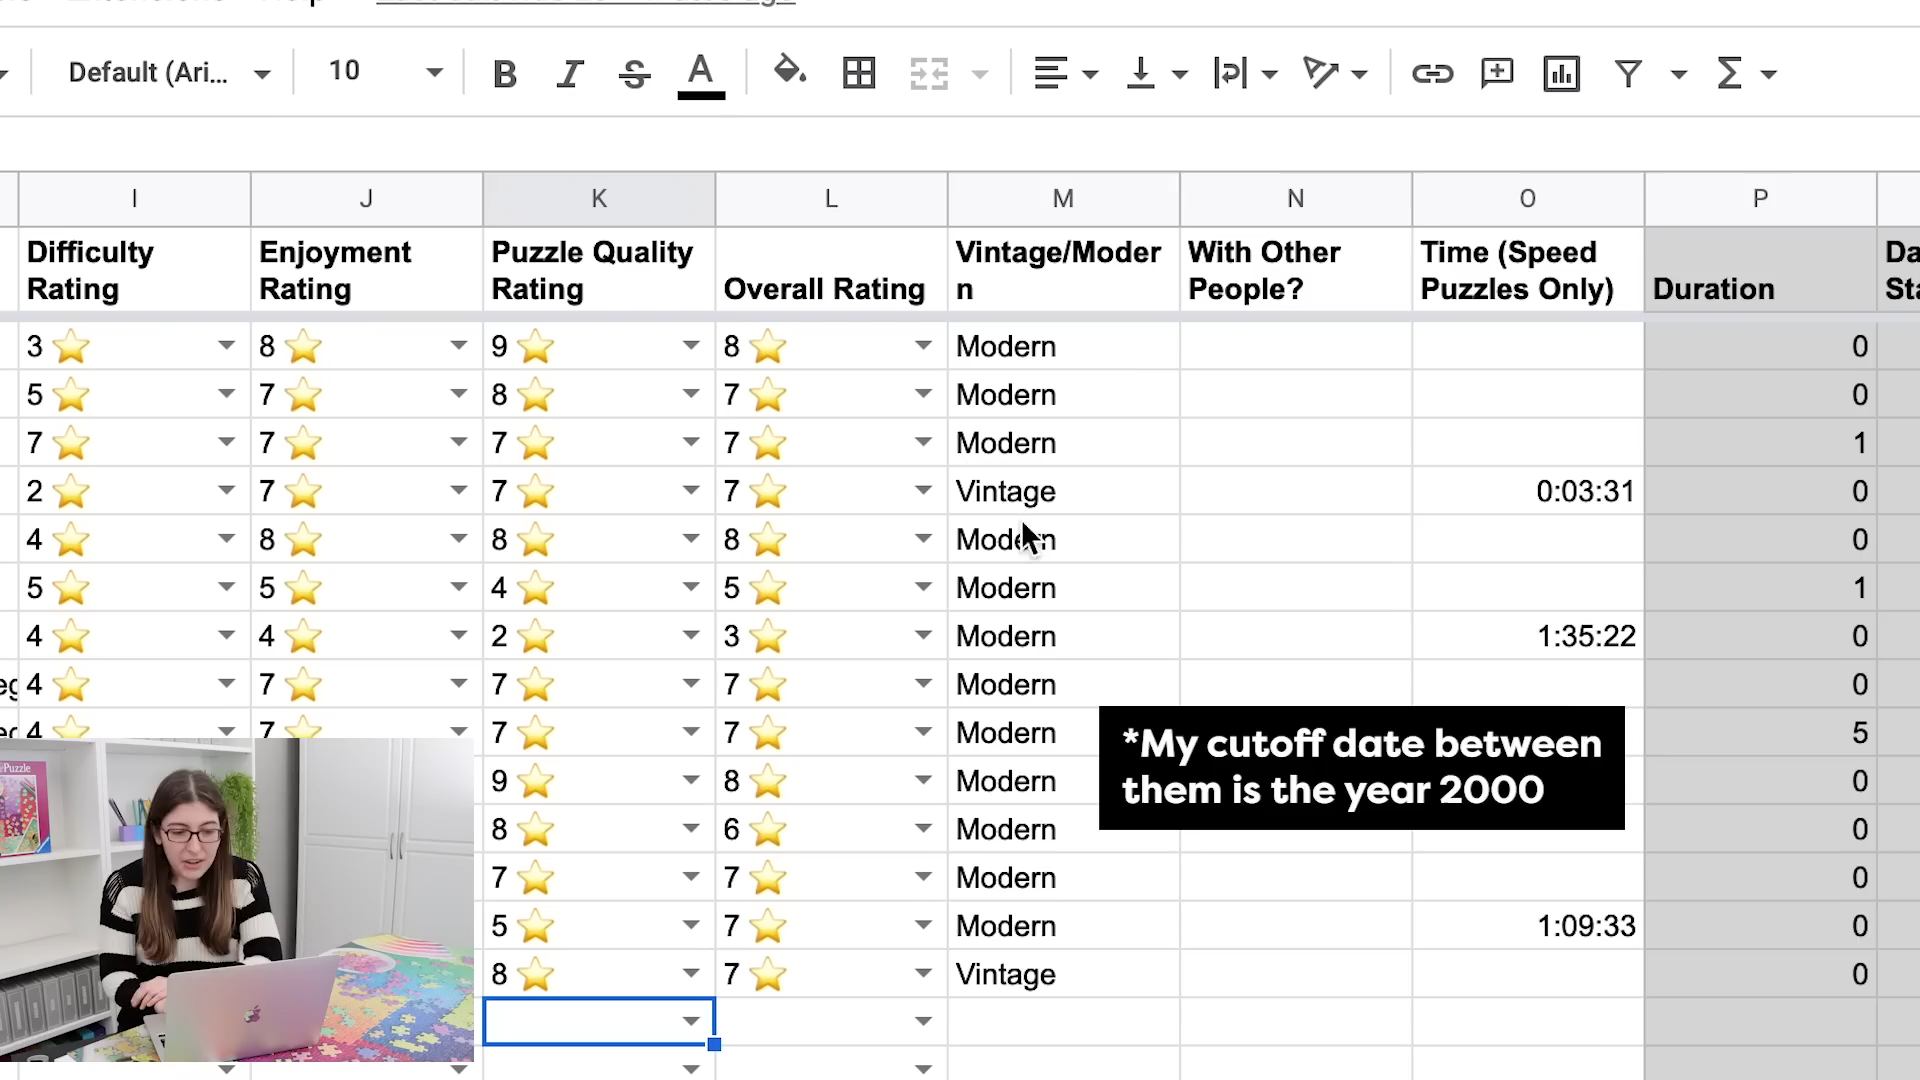 Default (Ari... 10
I J K L M N O P
Difficulty Rating Enjoyment Rating Puzzle Quality Rating Overall Rating Vintage/Modern With Other People? Time (Speed Puzzles Only) Duration
3 8 9 8 Modern 0
5 7 8 7 Modern 0
7 7 7 7 Modern 1
2 7 7 7 Vintage 0:03:31 0
4 8 8 8 Modern 0
5 5 4 5 Modern 1
4 4 2 3 Modern 1:35:22 0
4 7 7 7 Modern 0
4 7 7 7 Modern 5
9 8 Modern 0
8 6 Modern 0
7 7 Modern 0
5 7 Modern 1:09:33 0
8 7 Vintage 0
*My cutoff date between
them is the year 2000
Puzzle